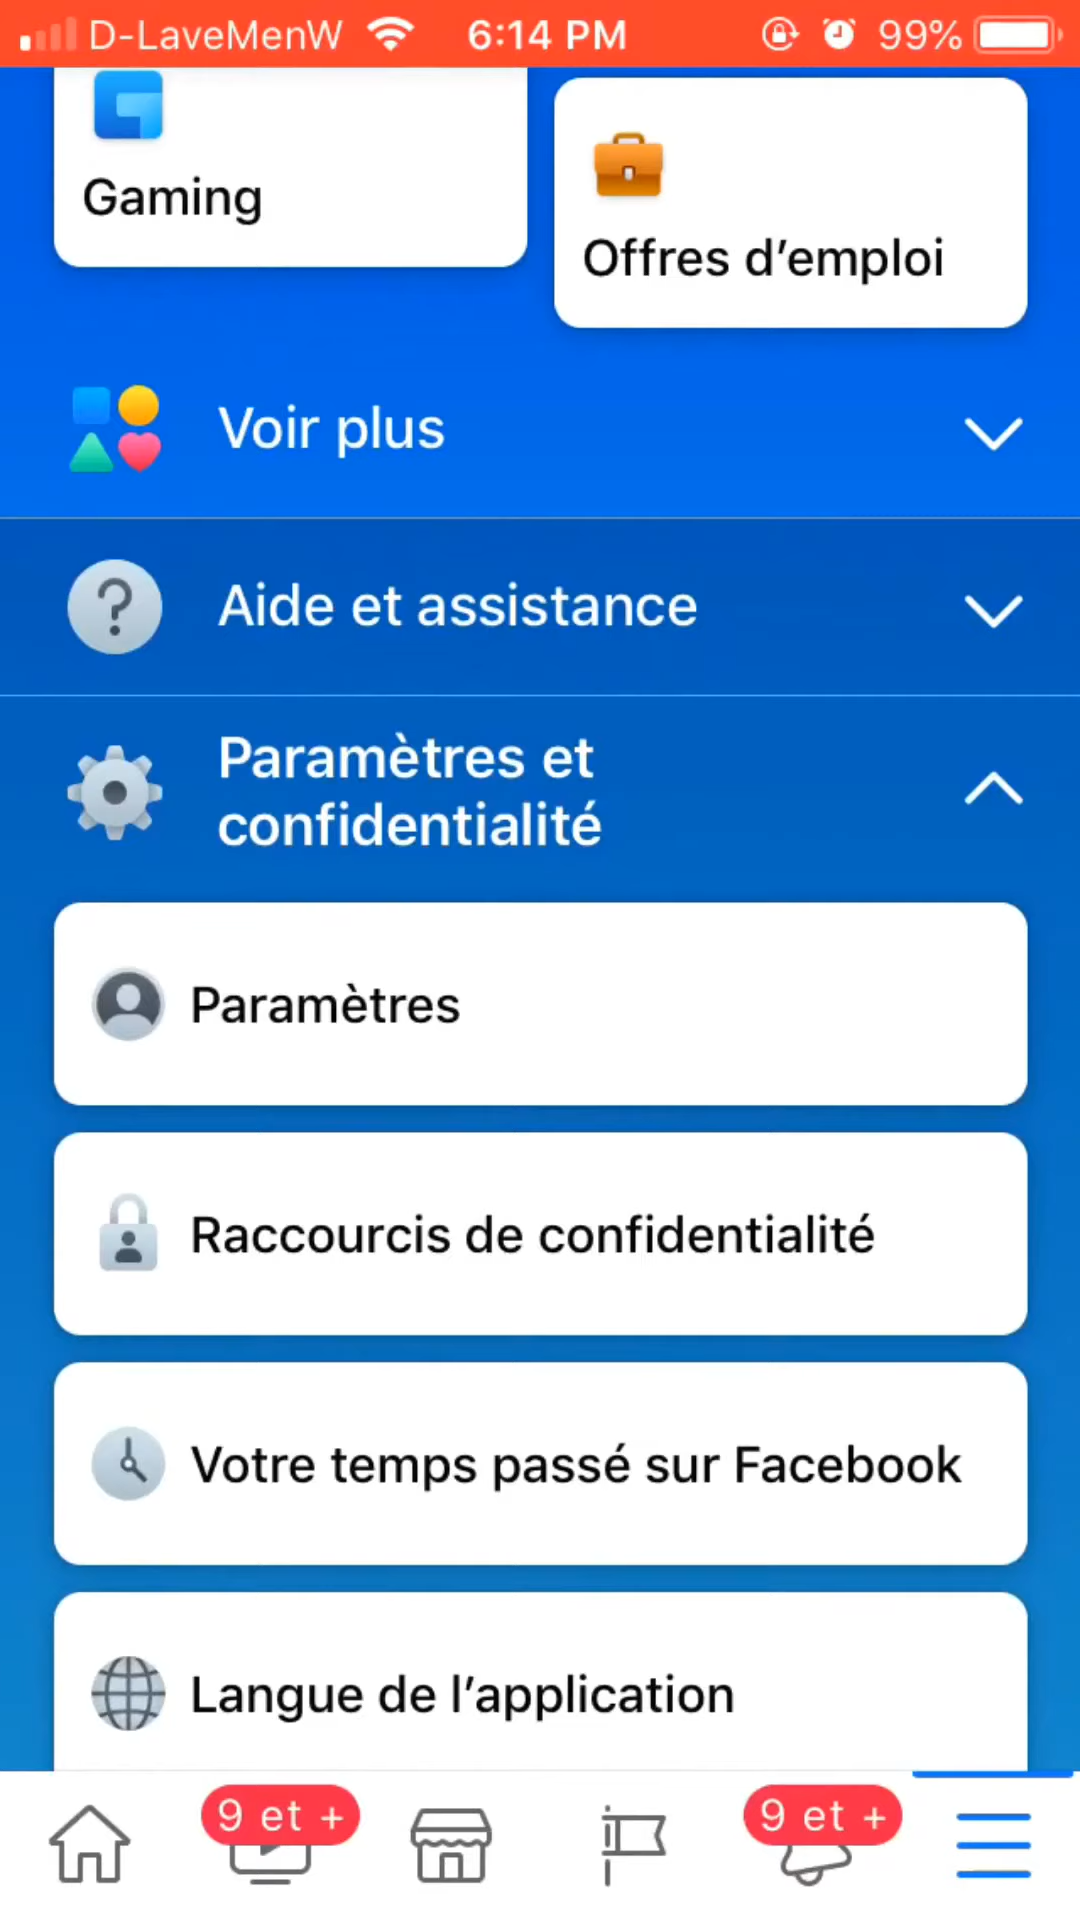 D-LaveMenW 6:14 PM 99%
Gaming
Offres d’emploi
Voir plus
Aide et assistance
Paramètres et
confidentialité
Paramètres
Raccourcis de confidentialité
Votre temps passé sur Facebook
Langue de l’application
9 et + 9 et +